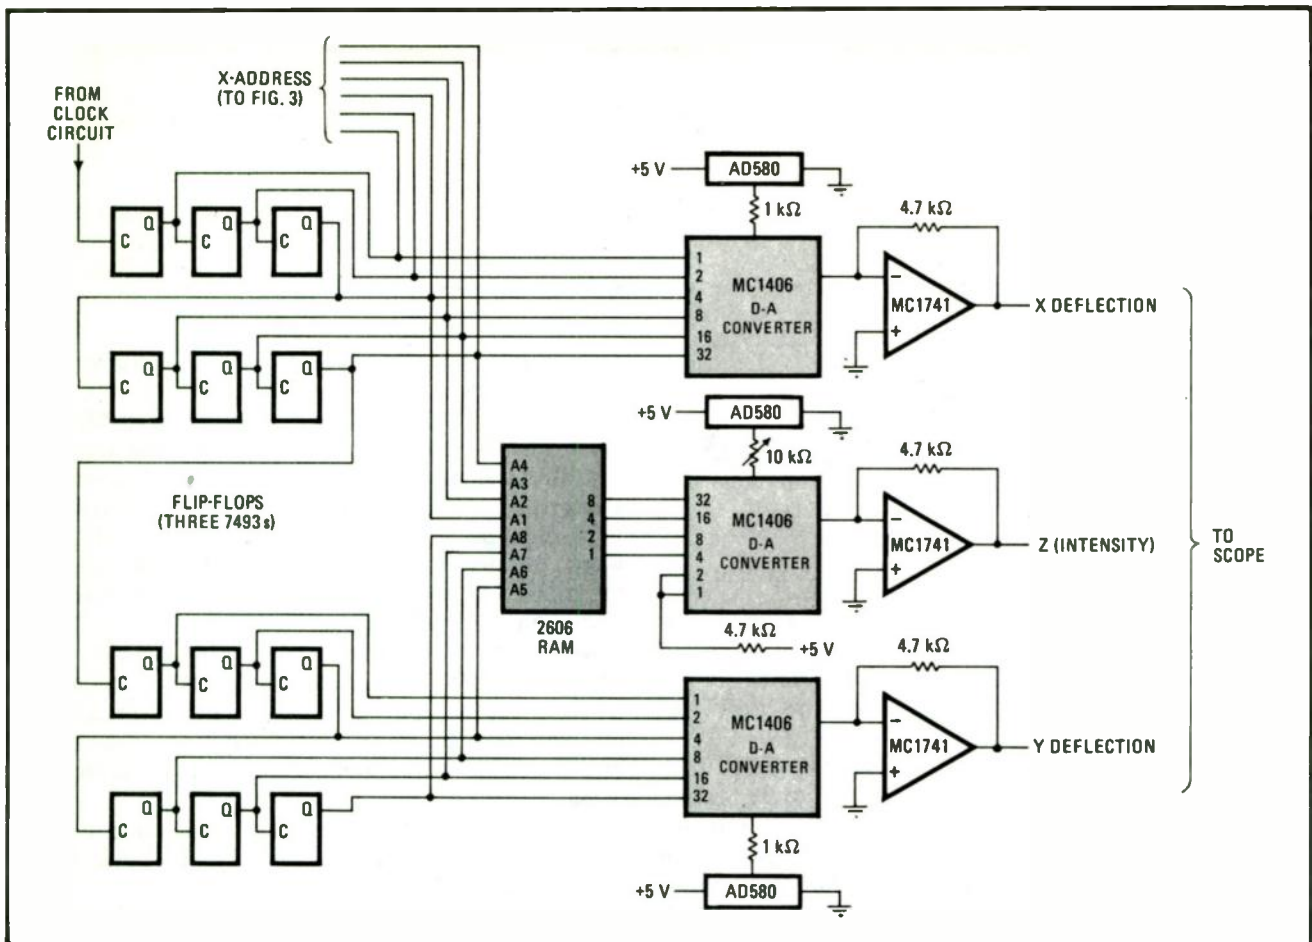 X-ADDRESS
(TO FIG. 3)
FROM
CLOCK
CIRCUIT
+5 V
AD580
1 kΩ
4.7 kΩ
Q
C
Q
C
Q
C
1
2
4
8
16
32
MC1406
D-A
CONVERTER
−
MC1741
+
X DEFLECTION
Q
C
Q
C
Q
C
+5 V
AD580
10 kΩ
4.7 kΩ
FLIP-FLOPS
(THREE 7493s)
A4
A3
A2
A1
A8
A7
A6
A5
8
4
2
1
2606
RAM
32
16
8
4
2
1
MC1406
D-A
CONVERTER
−
MC1741
+
Z (INTENSITY)
TO
SCOPE
4.7 kΩ
+5 V
4.7 kΩ
Q
C
Q
C
Q
C
1
2
4
8
16
32
MC1406
D-A
CONVERTER
−
MC1741
+
Y DEFLECTION
Q
C
Q
C
Q
C
1 kΩ
+5 V
AD580